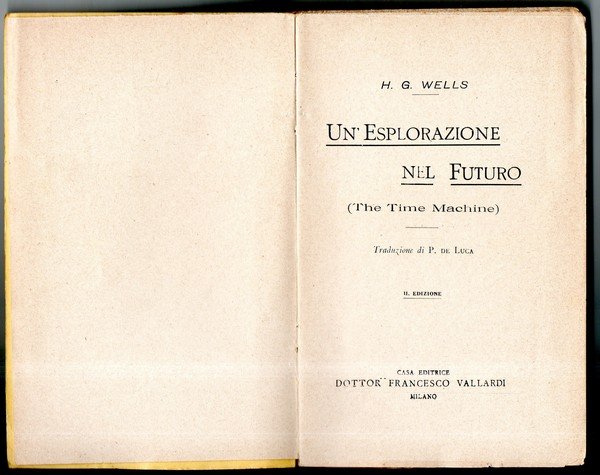 H. G. WELLS
UN' ESPLORAZIONE
NEL FUTURO
(The Time Machine)
Traduzione di P. DE LUCA
II. EDIZIONE
CASA EDITRICE
DOTTOR FRANCESCO VALLARDI
MILANO